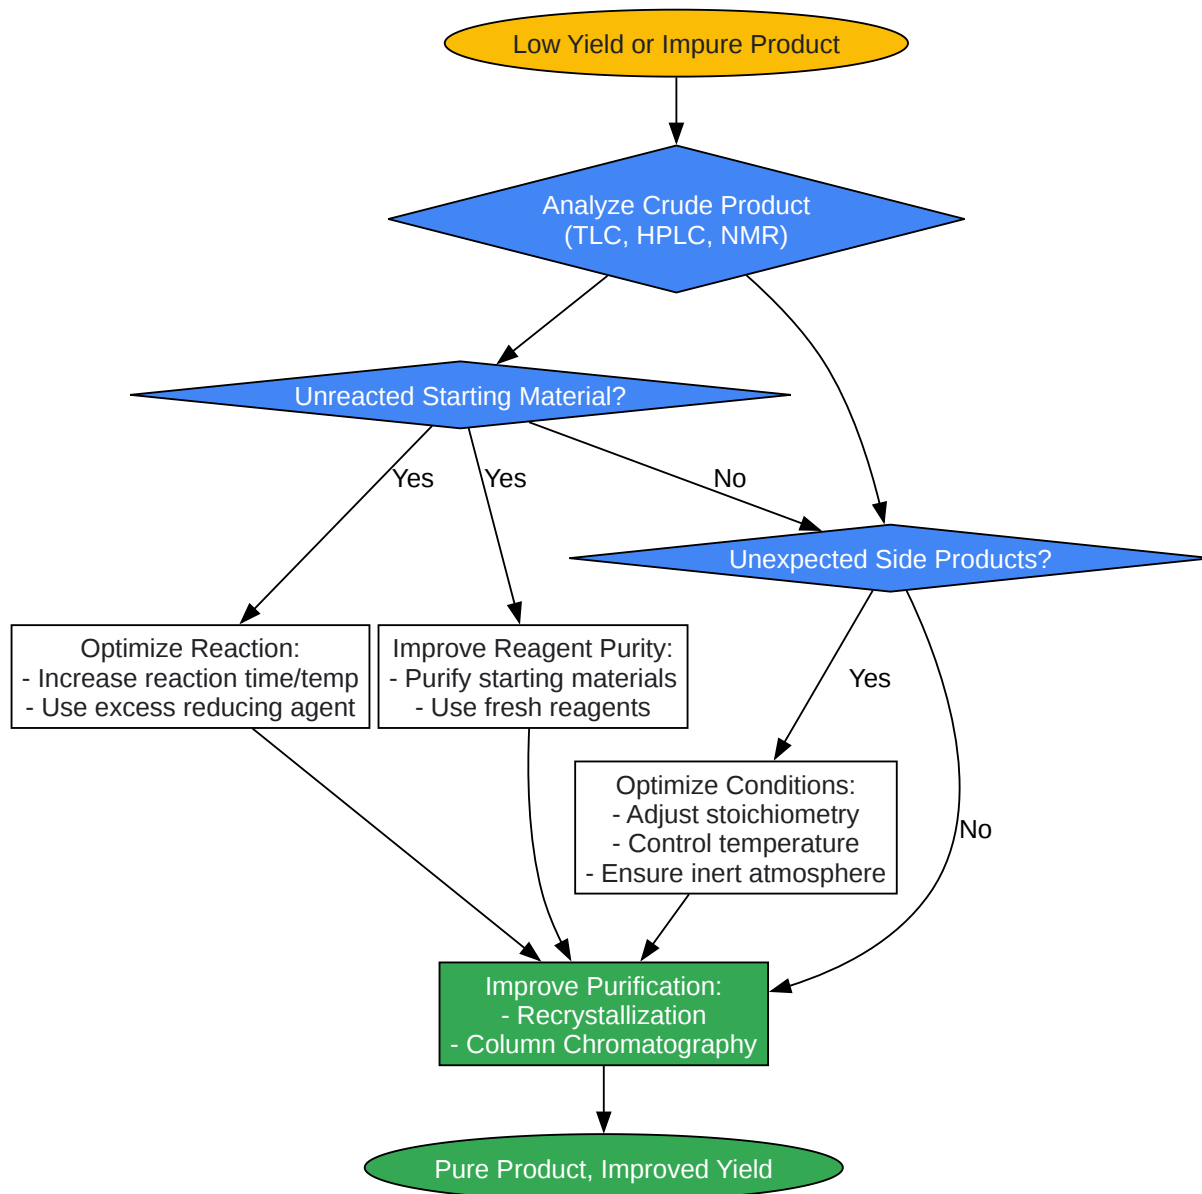 Low Yield or Impure Product
Analyze Crude Product
(TLC, HPLC, NMR)
Unreacted Starting Material?
Yes
Yes
No
Unexpected Side Products?
Optimize Reaction:
- Increase reaction time/temp
- Use excess reducing agent
Improve Reagent Purity:
- Purify starting materials
- Use fresh reagents
Yes
No
Optimize Conditions:
- Adjust stoichiometry
- Control temperature
- Ensure inert atmosphere
Improve Purification:
- Recrystallization
- Column Chromatography
Pure Product, Improved Yield